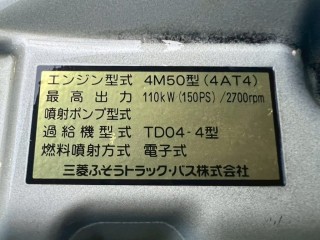 エンジン型式 4M50型(4AT4)
最高出力 110kW(150PS)/2700rpm
噴射ポンプ型式
過給機型式 TD04-4型
燃料噴射方式 電子式
三菱ふそうトラック・バス株式会社